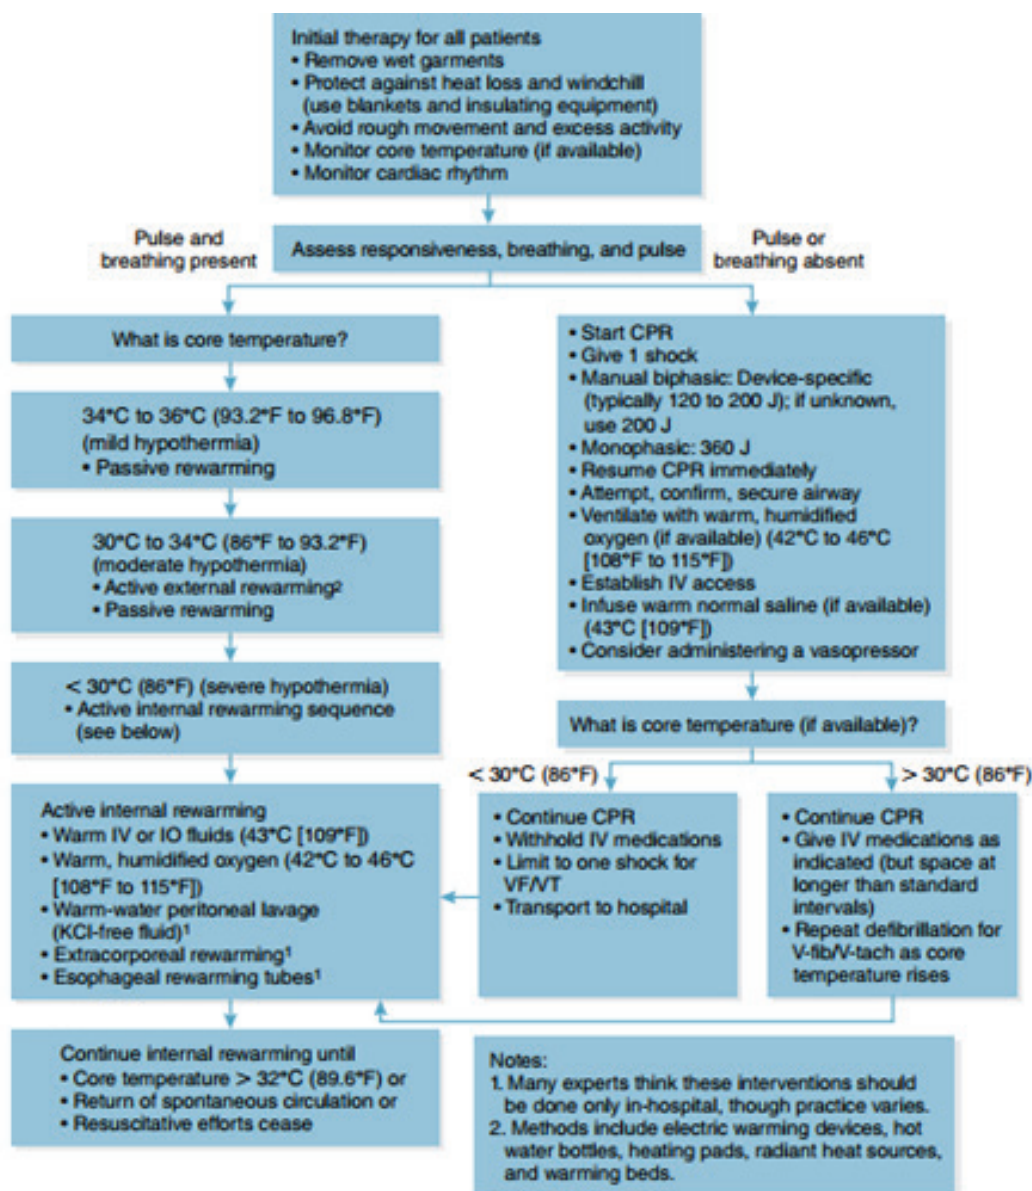 Initial therapy for all patients
• Remove wet garments
• Protect against heat loss and windchill
(use blankets and insulating equipment)
• Avoid rough movement and excess activity
• Monitor core temperature (if available)
• Monitor cardiac rhythm
Pulse and
breathing present
Assess responsiveness, breathing, and pulse
Pulse or
breathing absent
What is core temperature?
34°C to 36°C (93.2°F to 96.8°F)
(mild hypothermia)
• Passive rewarming
30°C to 34°C (86°F to 93.2°F)
(moderate hypothermia)
• Active external rewarming²
• Passive rewarming
< 30°C (86°F) (severe hypothermia)
• Active internal rewarming sequence
(see below)
• Start CPR
• Give 1 shock
• Manual biphasic: Device-specific
(typically 120 to 200 J); if unknown,
use 200 J
• Monophasic: 360 J
• Resume CPR immediately
• Attempt, confirm, secure airway
• Ventilate with warm, humidified
oxygen (if available) (42°C to 46°C
[108°F to 115°F])
• Establish IV access
• Infuse warm normal saline (if available)
(43°C [109°F])
• Consider administering a vasopressor
What is core temperature (if available)?
< 30°C (86°F)
> 30°C (86°F)
Active internal rewarming
• Warm IV or IO fluids (43°C [109°F])
• Warm, humidified oxygen (42°C to 46°C
[108°F to 115°F])
• Warm-water peritoneal lavage
(KCl-free fluid)¹
• Extracorporeal rewarming¹
• Esophageal rewarming tubes¹
• Continue CPR
• Withhold IV medications
• Limit to one shock for
VF/VT
• Transport to hospital
• Continue CPR
• Give IV medications as
indicated (but space at
longer than standard
intervals)
• Repeat defibrillation for
V-fib/V-tach as core
temperature rises
Continue internal rewarming until
• Core temperature > 32°C (89.6°F) or
• Return of spontaneous circulation or
• Resuscitative efforts cease
Notes:
1. Many experts think these interventions should
be done only in-hospital, though practice varies.
2. Methods include electric warming devices, hot
water bottles, heating pads, radiant heat sources,
and warming beds.